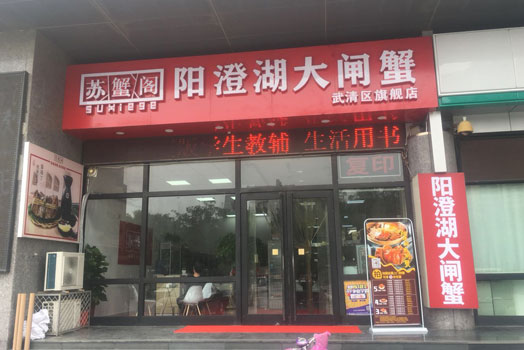 苏蟹阁
SUXIEGE
阳澄湖大闸蟹
武清区旗舰店
学生教辅 生活用书
复印
阳澄湖大闸蟹